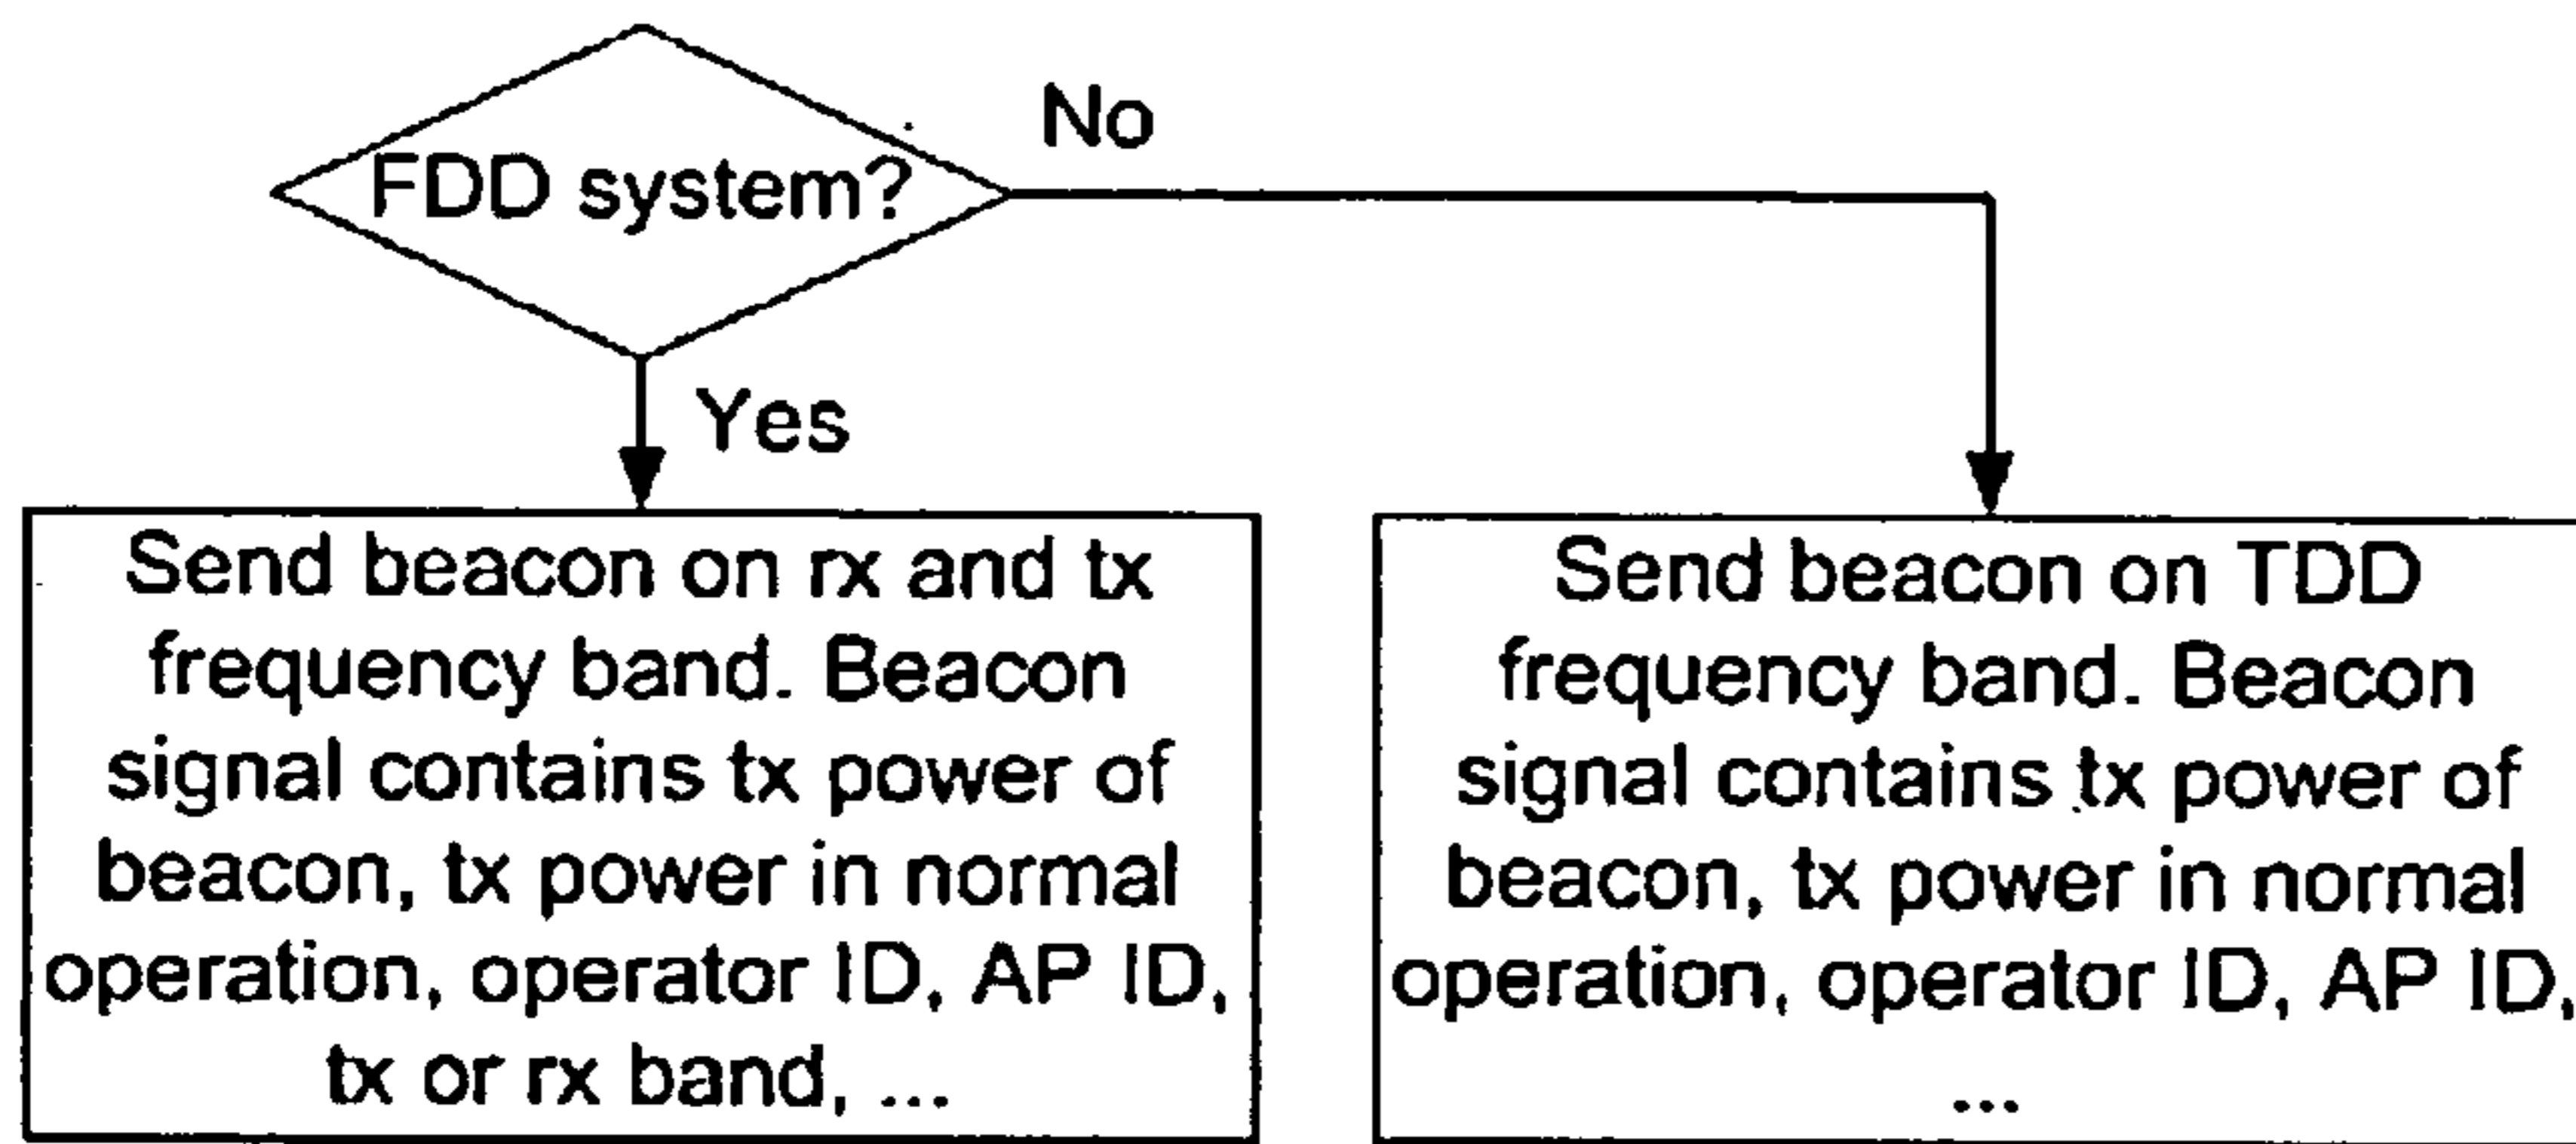 No
FDD system?
Yes
Send beacon on rx and tx
frequency band. Beacon
signal contains tx power of
beacon, tx power in normal
operation, operator ID, AP ID,
tx or rx band, ...
Send beacon on TDD
frequency band. Beacon
signal contains tx power of
beacon, tx power in normal
operation, operator ID, AP ID,
...